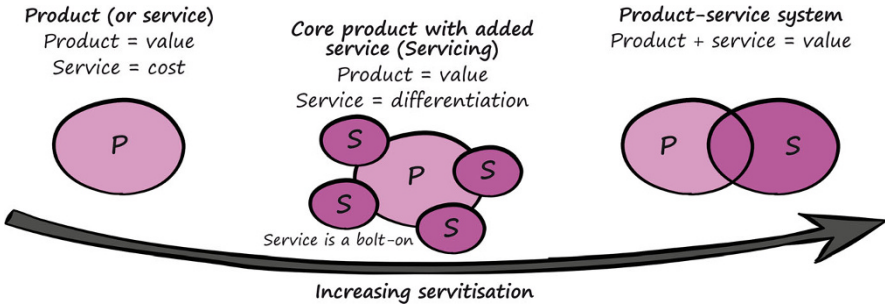 Product (or service)
Product = value
Service = cost
P
Core product with added
service (Servicing)
Product = value
Service = differentiation
S
P
S
S
S
Service is a bolt-on
Product-service system
Product + service = value
P
S
Increasing servitisation